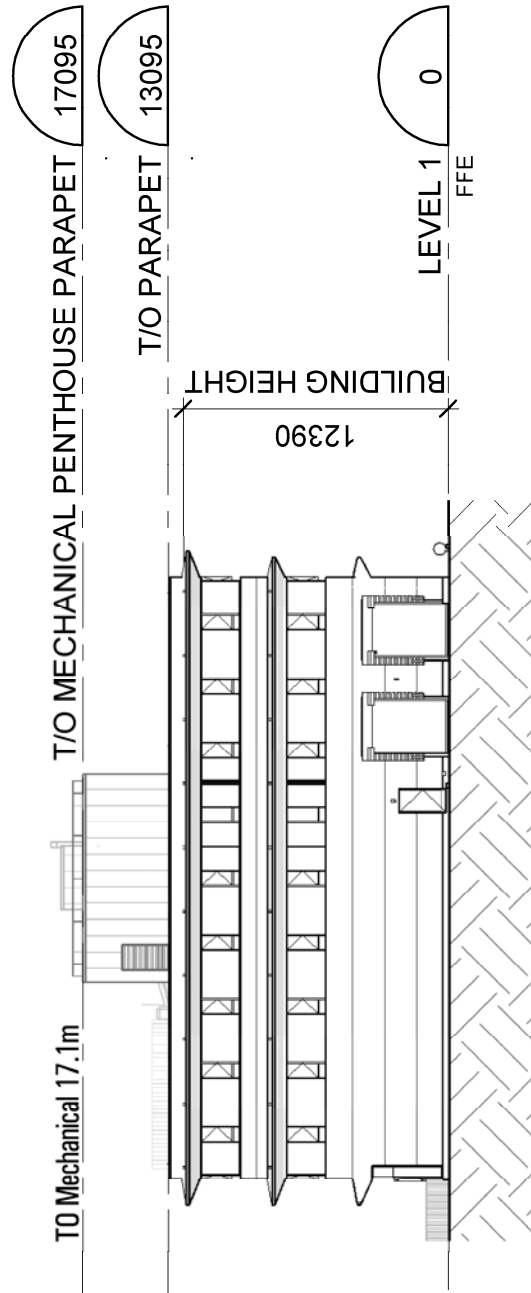 T/O MECHANICAL PENTHOUSE PARAPET 17095
TO Mechanical 17.1m
T/O PARAPET 13095
BUILDING HEIGHT
12390
LEVEL 1 0
FFE